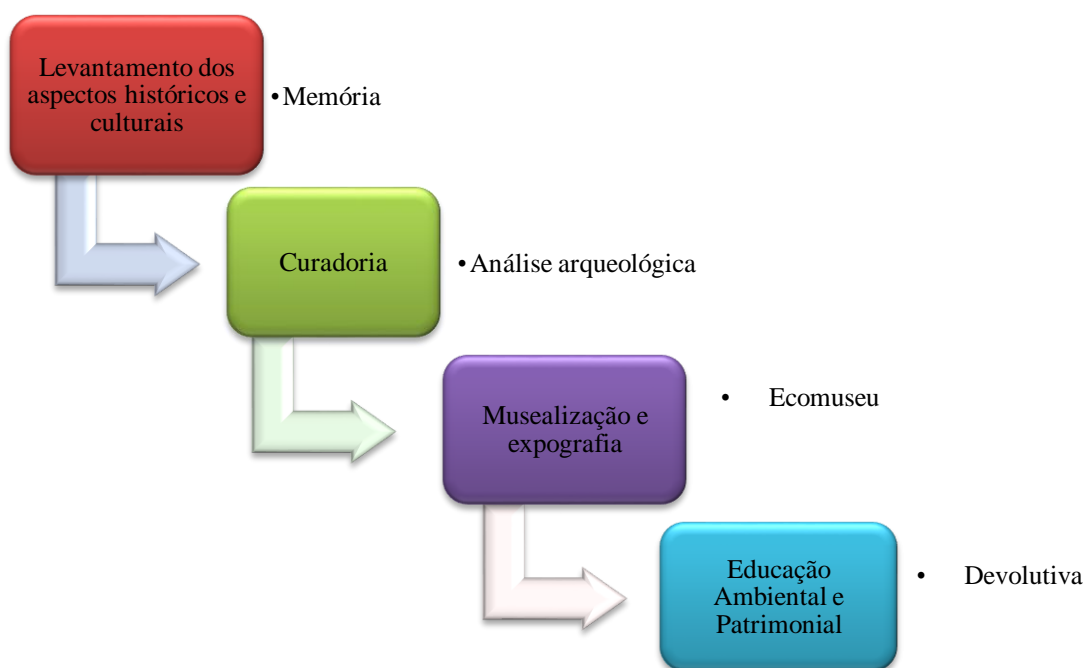 Levantamento dos
aspectos históricos e
culturais
•Memória
Curadoria
•Análise arqueológica
Musealização e
expografia
• Ecomuseu
Educação
Ambiental e
Patrimonial
• Devolutiva